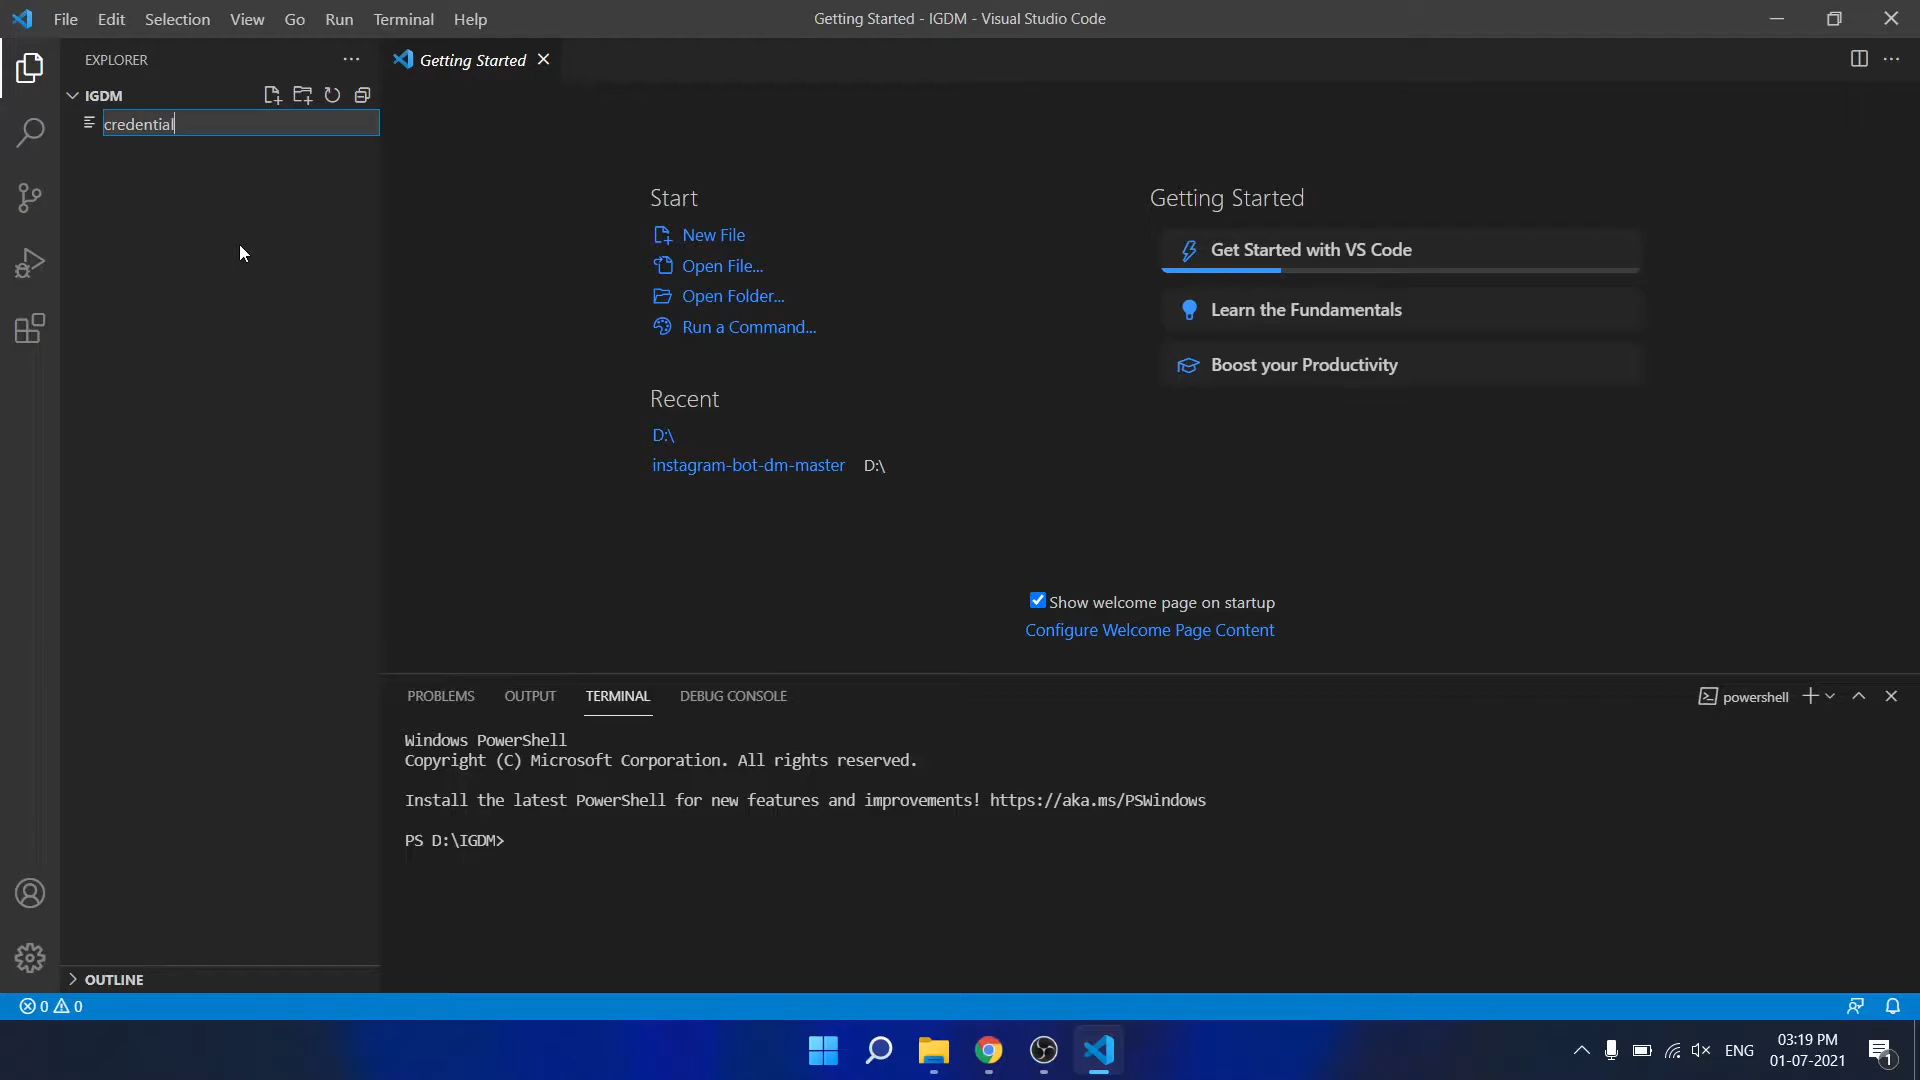 File Edit Selection View Go Run Terminal Help
Getting Started - IGDM - Visual Studio Code
EXPLORER
Getting Started
IGDM
credential
Start
New File
Open File...
Open Folder...
Run a Command...
Recent
D:\
instagram-bot-dm-master D:\
Getting Started
Get Started with VS Code
Learn the Fundamentals
Boost your Productivity
Show welcome page on startup
Configure Welcome Page Content
PROBLEMS OUTPUT TERMINAL DEBUG CONSOLE
powershell
Windows PowerShell
Copyright (C) Microsoft Corporation. All rights reserved.
Install the latest PowerShell for new features and improvements! https://aka.ms/PSWindows
PS D:\IGDM>
OUTLINE
0 0
ENG
03:19 PM
01-07-2021
1